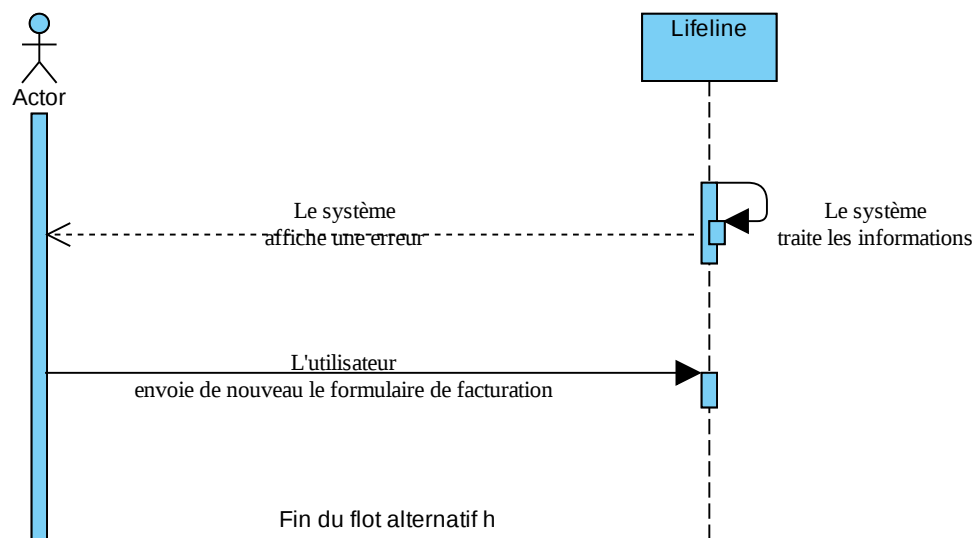 Lifeline
Actor
Le système
affiche une erreur
Le système
traite les informations
L'utilisateur
envoie de nouveau le formulaire de facturation
Fin du flot alternatif h